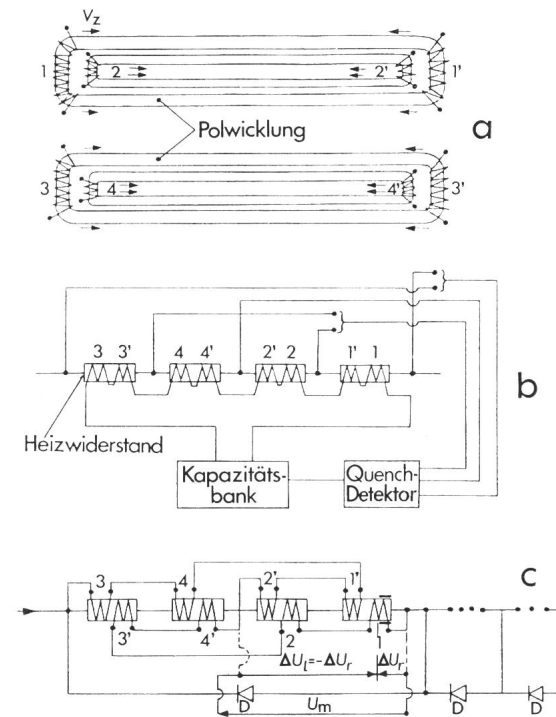 V_z
1 2 2' 1'
a
Polwicklung
3 4 4' 3'
3 3' 4 4' 2' 2 1' 1
b
Heizwiderstand
Kapazitäts-
bank
Quench-
Detektor
c
3 4 2' 1'
3' 4' 2 1
ΔU_l=-ΔU_r ΔU_r
D U_m D D